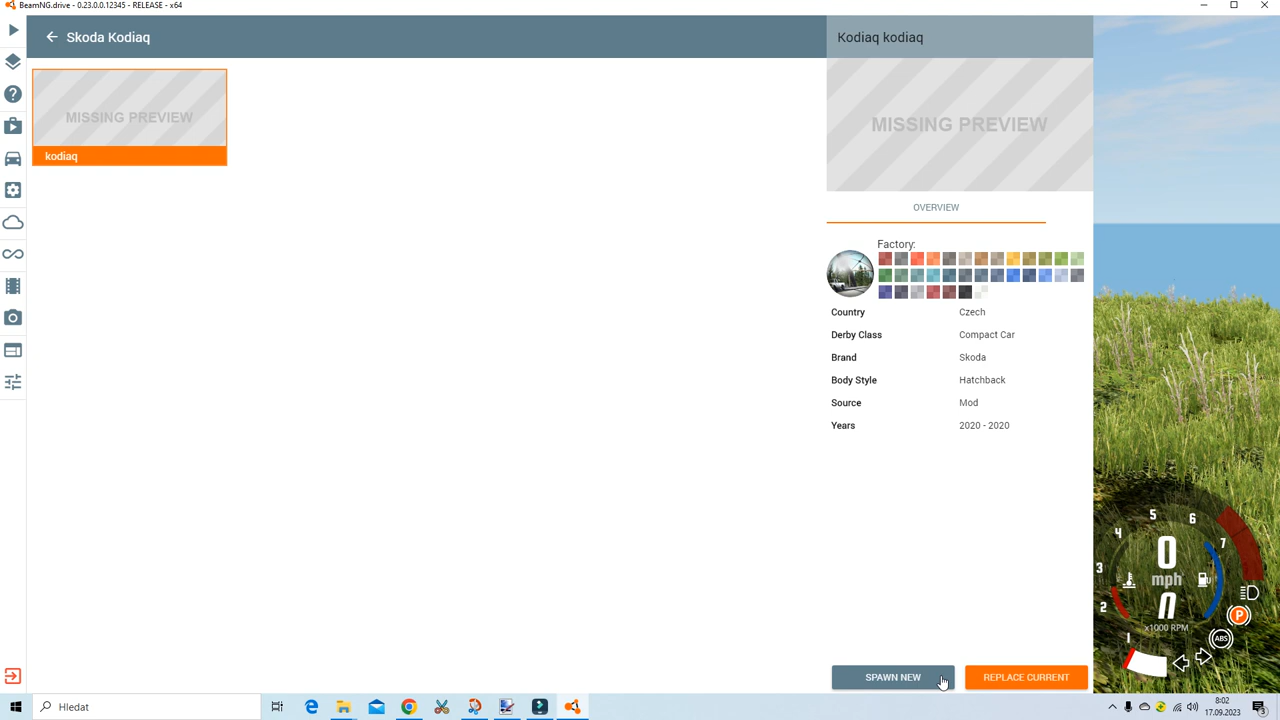 BeamNG.drive - 0.23.0.0.12345 - RELEASE - x64
Skoda Kodiaq
Kodiaq kodiaq
MISSING PREVIEW
kodiaq
MISSING PREVIEW
OVERVIEW
Factory:
Country Czech
Derby Class Compact Car
Brand Skoda
Body Style Hatchback
Source Mod
Years 2020 - 2020
SPAWN NEW
REPLACE CURRENT
1 2 3 4 5 6 7
0
mph
0
x1000 RPM
P
ABS
Hledat
8:02
17.09.2023
3